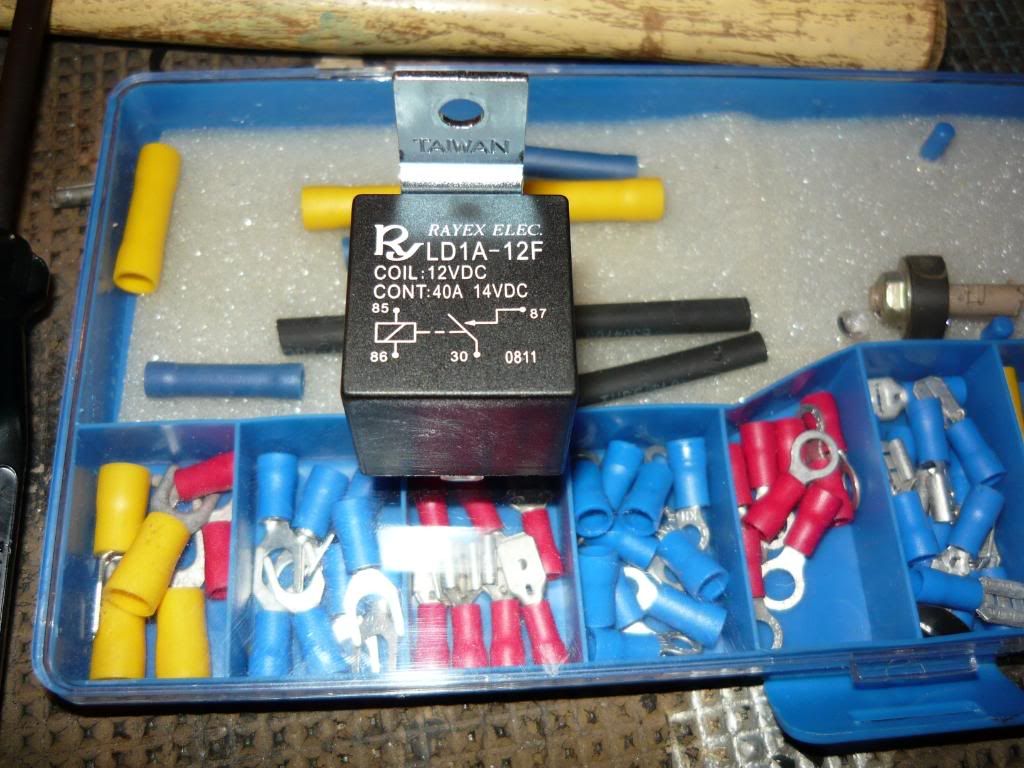 TAIWAN
RAYEX ELEC.
LD1A-12F
COIL:12VDC
CONT:40A 14VDC
85 87
86 30 0811